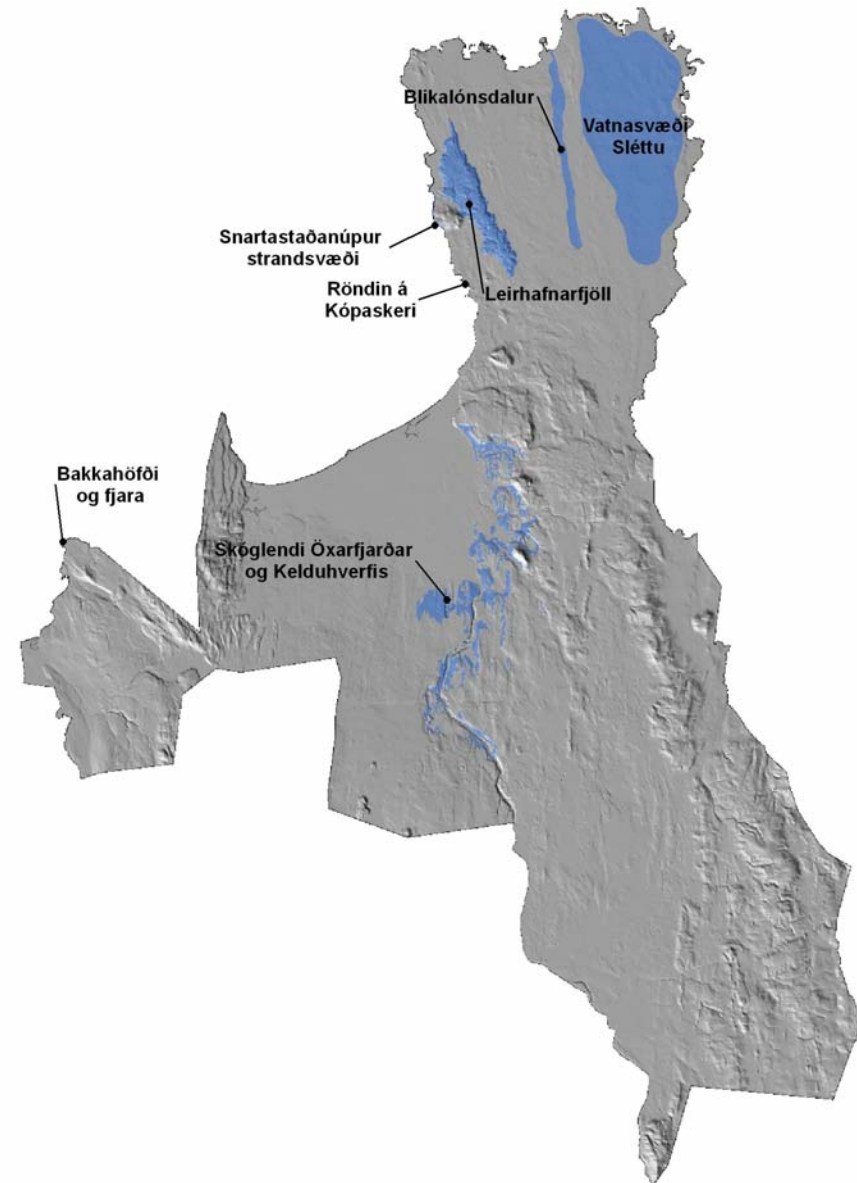 Blikalónsdalur
Vatnasvæði
Sléttu
Snartastaðanúpur
strandsvæði
Röndin á
Kópaskeri
Leirhafnarfjöll
Bakkahöfði
og fjara
Skóglendi Öxarfjarðar
og Kelduhverfis